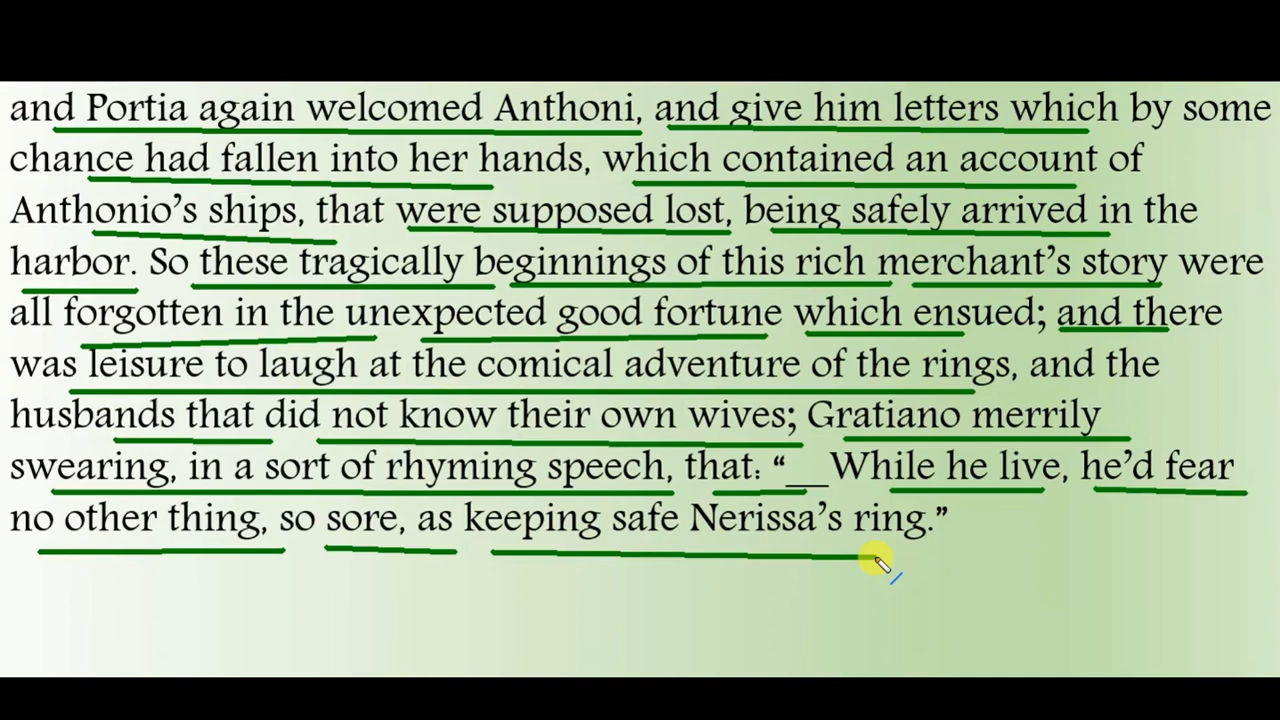 and Portia again welcomed Anthoni, and give him letters which by some
chance had fallen into her hands, which contained an account of
Anthonio's ships, that were supposed lost, being safely arrived in the
harbor. So these tragically beginnings of this rich merchant's story were
all forgotten in the unexpected good fortune which ensued; and there
was leisure to laugh at the comical adventure of the rings, and the
husbands that did not know their own wives; Gratiano merrily
swearing, in a sort of rhyming speech, that: “__While he live, he'd fear
no other thing, so sore, as keeping safe Nerissa's ring.”